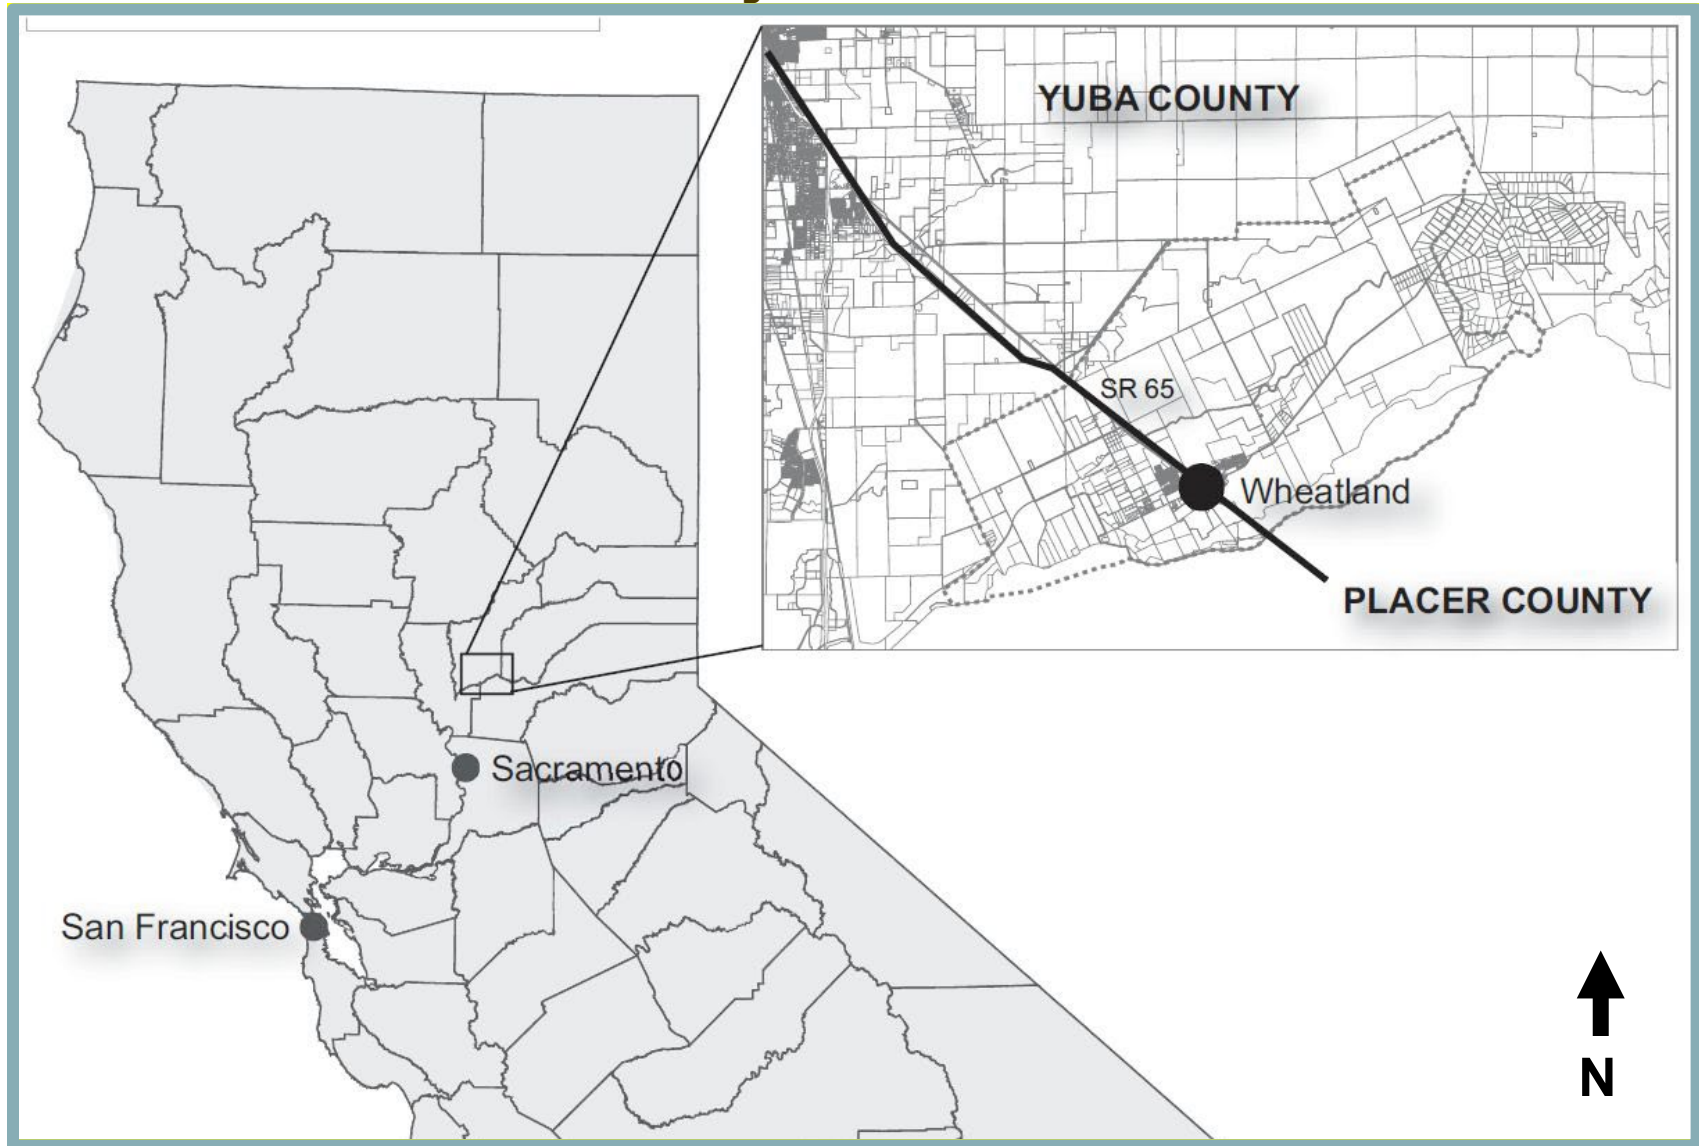 YUBA COUNTY
SR 65
Wheatland
PLACER COUNTY
Sacramento
San Francisco
N